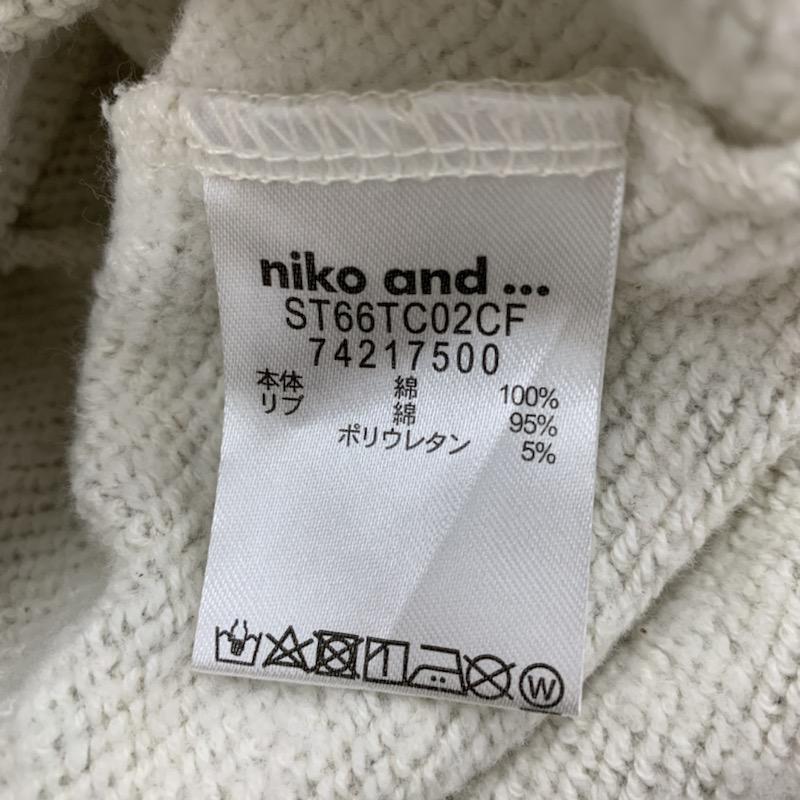 niko and ...
ST66TC02CF
74217500
本体 綿 100%
リブ 綿 95%
ポリウレタン 5%
W